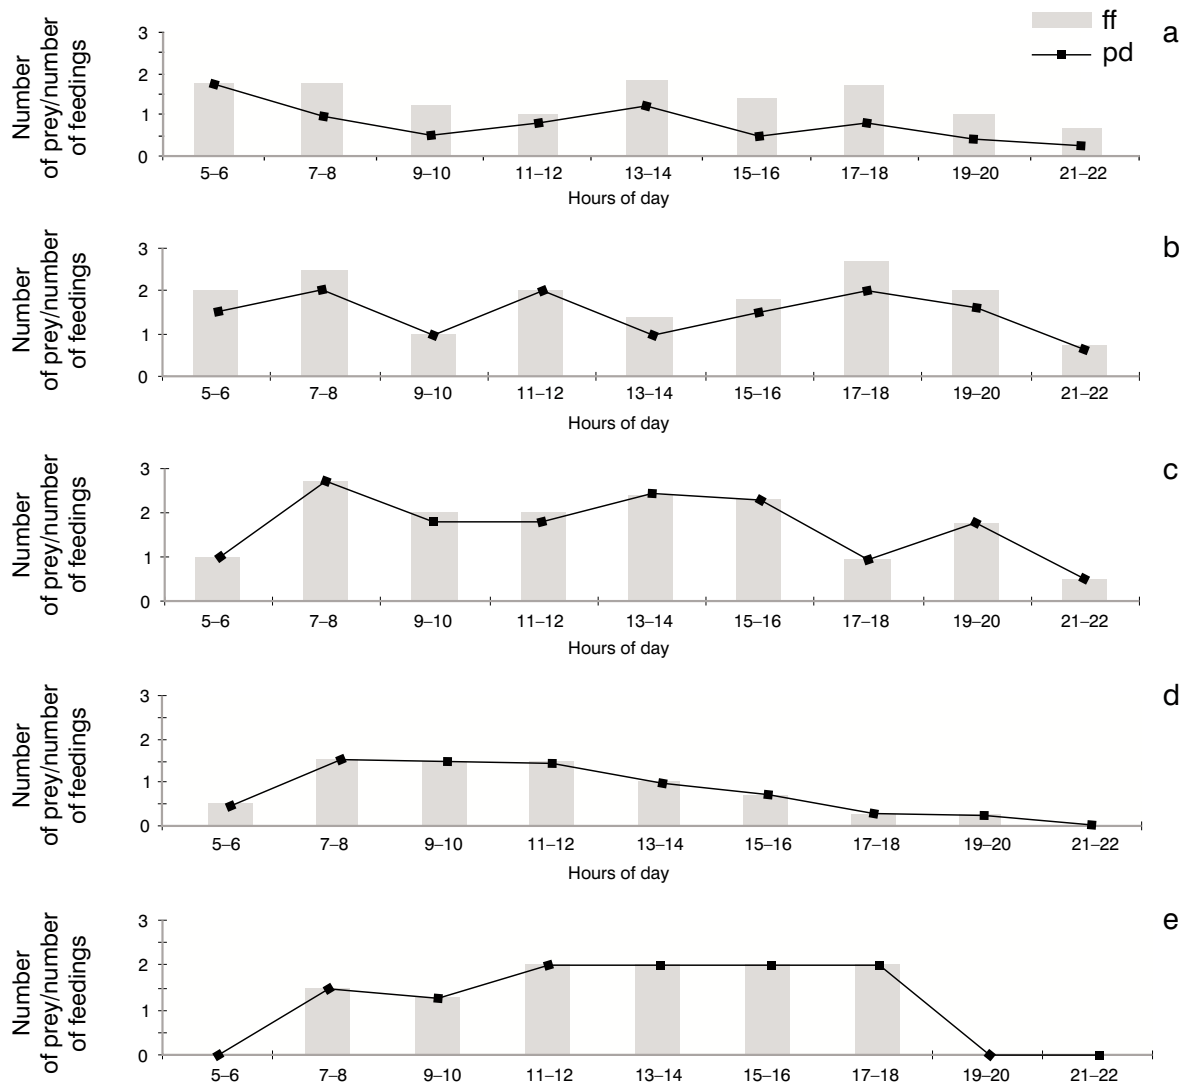 ff
pd
a
Number
of prey/number
of feedings
3
2
1
0
5–6 7–8 9–10 11–12 13–14 15–16 17–18 19–20 21–22
Hours of day
b
Number
of prey/number
of feedings
3
2
1
0
5–6 7–8 9–10 11–12 13–14 15–16 17–18 19–20 21–22
Hours of day
c
Number
of prey/number
of feedings
3
2
1
0
5–6 7–8 9–10 11–12 13–14 15–16 17–18 19–20 21–22
Hours of day
d
Number
of prey/number
of feedings
3
2
1
0
5–6 7–8 9–10 11–12 13–14 15–16 17–18 19–20 21–22
Hours of day
e
Number
of prey/number
of feedings
3
2
1
0
5–6 7–8 9–10 11–12 13–14 15–16 17–18 19–20 21–22